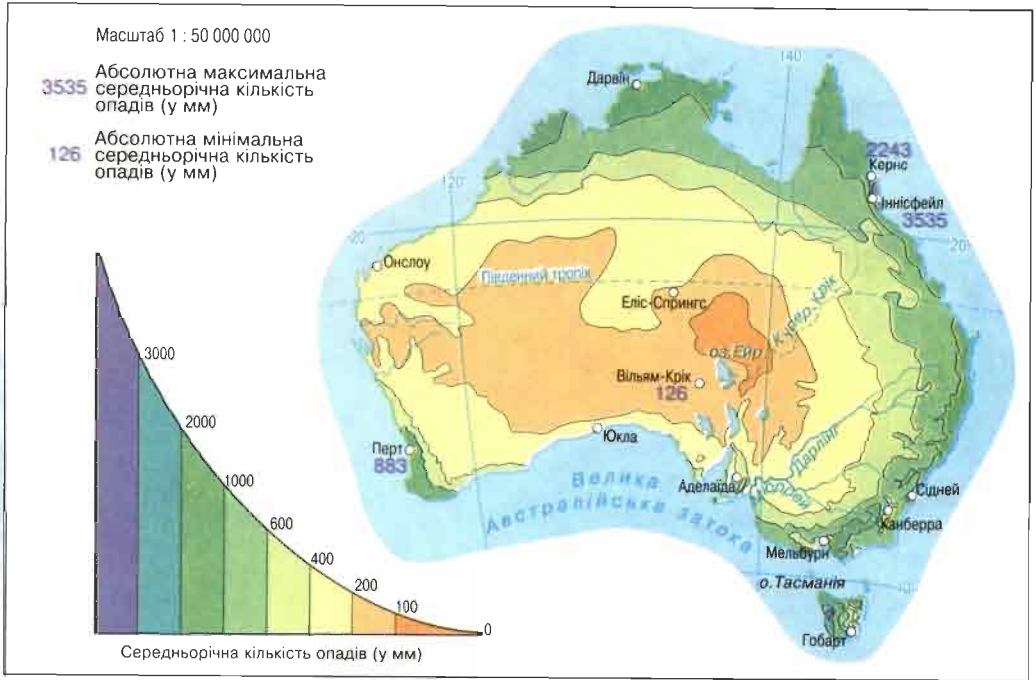 Масштаб 1 : 50 000 000
3535 Абсолютна максимальна
середньорічна кількість
опадів (у мм)
126 Абсолютна мінімальна
середньорічна кількість
опадів (у мм)
140
Дарвін
2243
Кернс
Іннісфейл
3535
120
20
20
Онслоу
Південний тропік
Еліс-Спрингс
Купер-Крік
оз. Ейр
Вільям-Крік
126
Юкла
Перт
883
Дарлінг
Аделаїда
Муррей
Сідней
Канберра
Велика
Австралійська затока
Мельбурн
о. Тасманія
Гобарт
3000
2000
1000
600
400
200
100
0
Середньорічна кількість опадів (у мм)